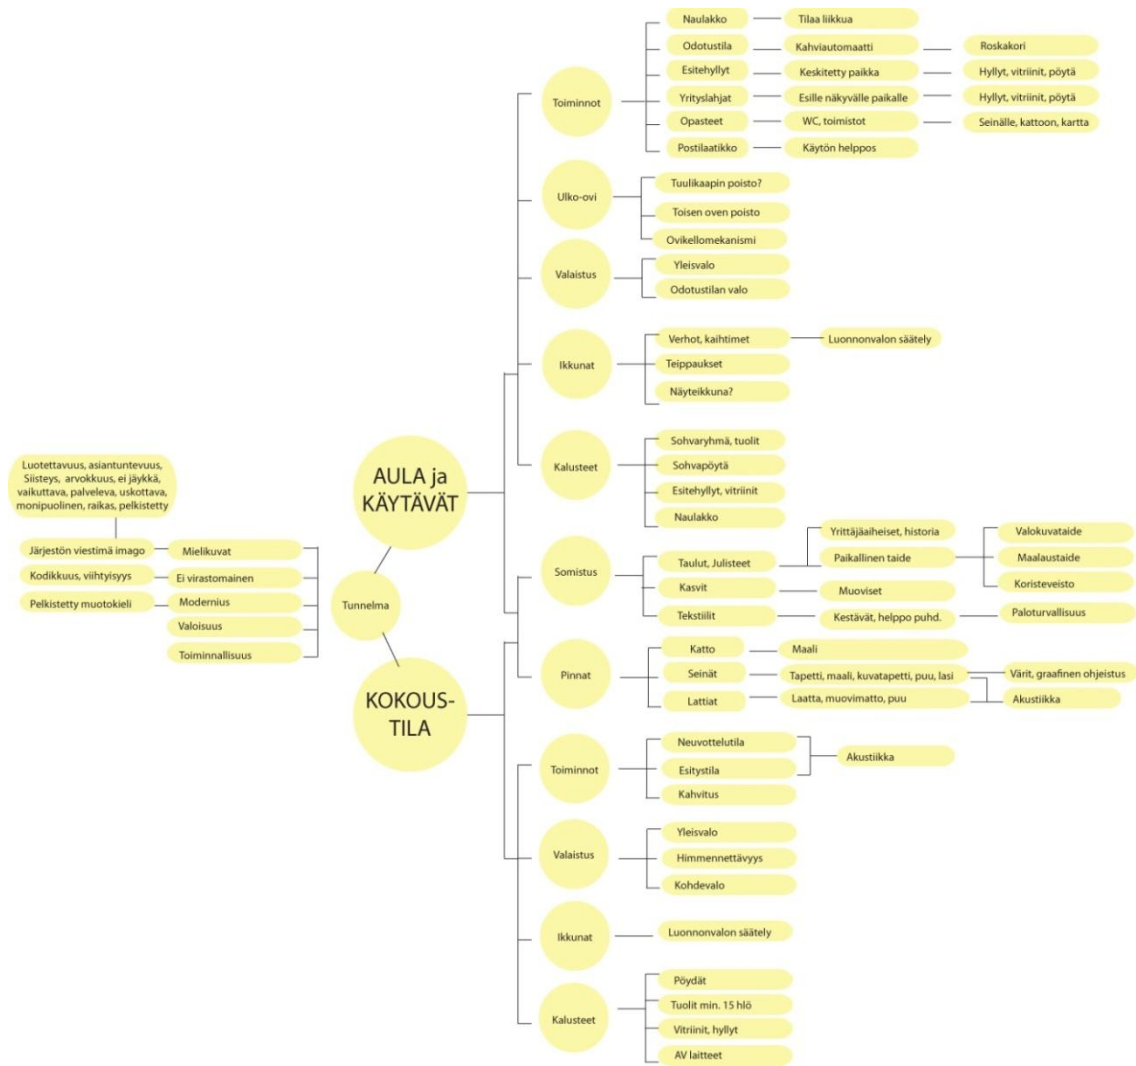 Naulakko
Tilaa liikkua
Odotustila
Kahviautomaatti
Roskakori
Esitehyllyt
Keskitetty paikka
Hyllyt, vitriinit, pöytä
Toiminnot
Yrityslahjat
Esille näkyvälle paikalle
Hyllyt, vitriinit, pöytä
Opasteet
WC, toimistot
Seinälle, kattoon, kartta
Postilaatikko
Käytön helppos
Ulko-ovi
Tuulikaapin poisto?
Toisen oven poisto
Ovikellomekanismi
Valaistus
Yleisvalo
Odotustilan valo
Ikkunat
Verhot, kaihtimet
Luonnonvalon säätely
Teippaukset
Näyteikkuna?
Kalusteet
Sohvaryhmä, tuolit
Sohvapöytä
Esitehyllyt, vitriinit
Naulakko
AULA ja
KÄYTÄVÄT
Luotettavuus, asiantuntevuus,
Siisteys, arvokkuus, ei jäykkä,
vaikuttava, palveleva, uskottava,
monipuolinen, raikas, pelkistetty
Järjestön viestimä imago
Mielikuvat
Kodikkuus, viihtyisyys
Ei virastomainen
Pelkistetty muotokieli
Modernius
Valoisuus
Toiminnallisuus
Tunnelma
Somistus
Taulut, Julisteet
Yrittäjäaiheiset, historia
Paikallinen taide
Valokuvataide
Maalaustaide
Koristeveisto
Kasvit
Muoviset
Tekstiilit
Kestävät, helppo puhd.
Paloturvallisuus
Pinnat
Katto
Maali
Seinät
Tapetti, maali, kuvatapetti, puu, lasi
Värit, graafinen ohjeistus
Lattiat
Laatta, muovimatto, puu
Akustiikka
KOKOUS-
TILA
Toiminnot
Neuvottelutila
Esitystila
Akustiikka
Kahvitus
Valaistus
Yleisvalo
Himmennettävyys
Kohdevalo
Ikkunat
Luonnonvalon säätely
Kalusteet
Pöydät
Tuolit min. 15 hlö
Vitriinit, hyllyt
AV laitteet